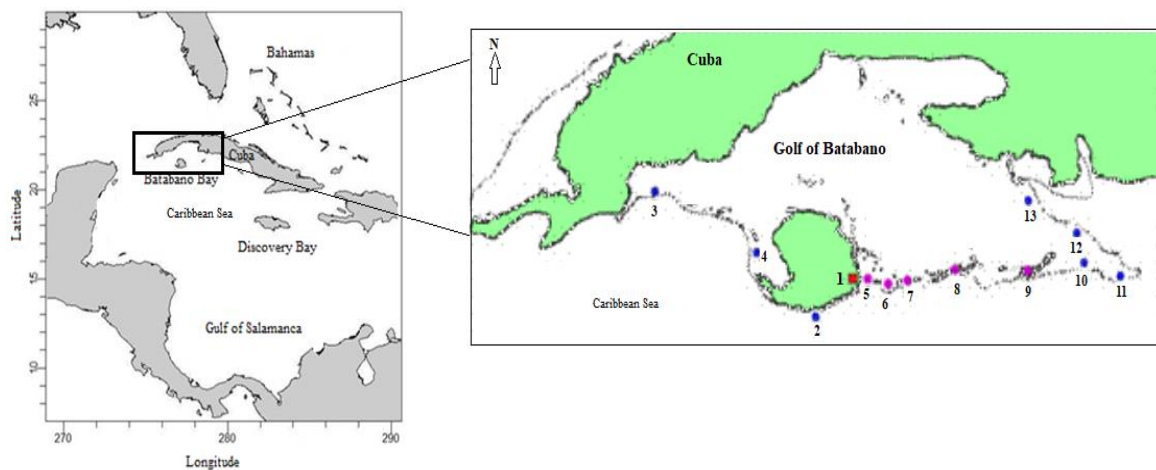 Bahamas
Cuba
Batabano Bay
Caribbean Sea
Discovery Bay
Gulf of Salamanca
Latitude
25
20
15
10
270
280
290
Longitude
N
Cuba
Golf of Batabano
3
13
12
4
1
5
6
7
8
9
10
11
2
Caribbean Sea